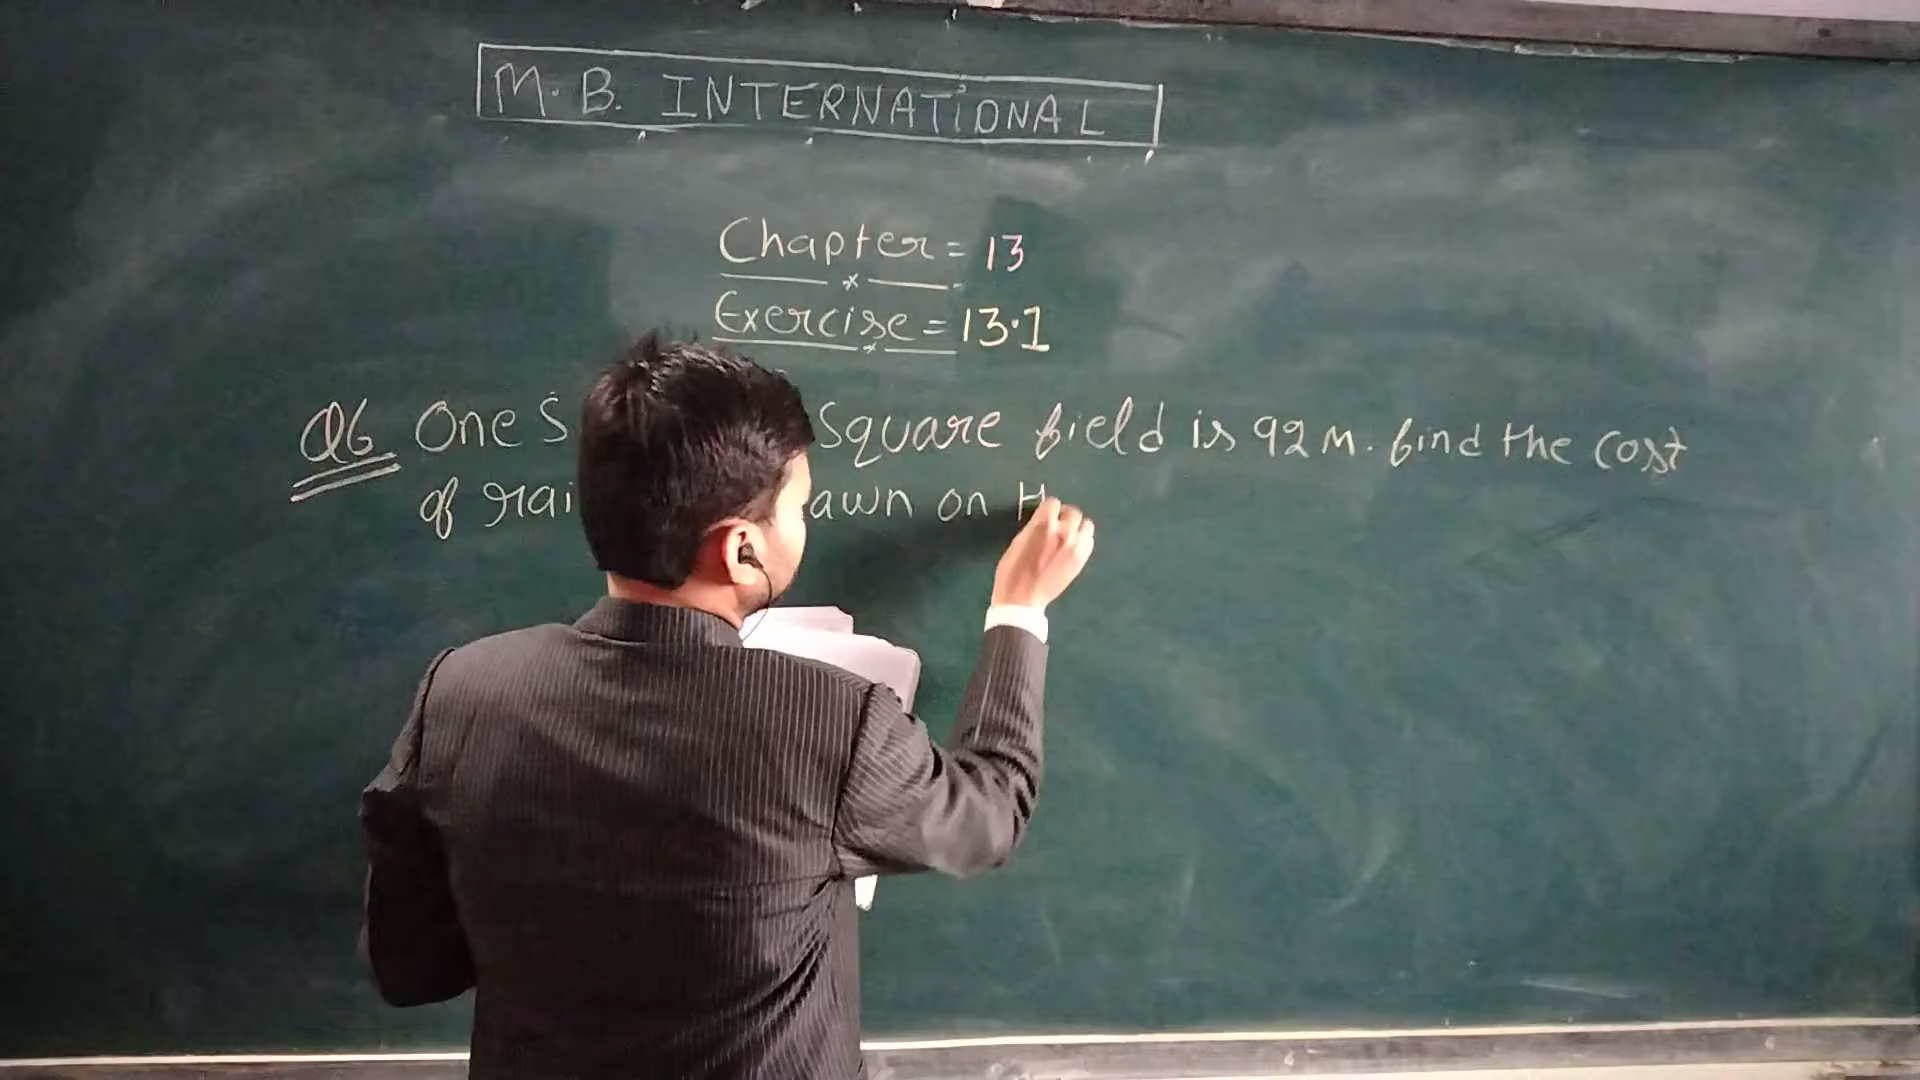 M. B. INTERNATIONAL
Chapter = 13
Exercise = 13.1
Q6 One S square field is 92 m. find the cost
of rai awn on